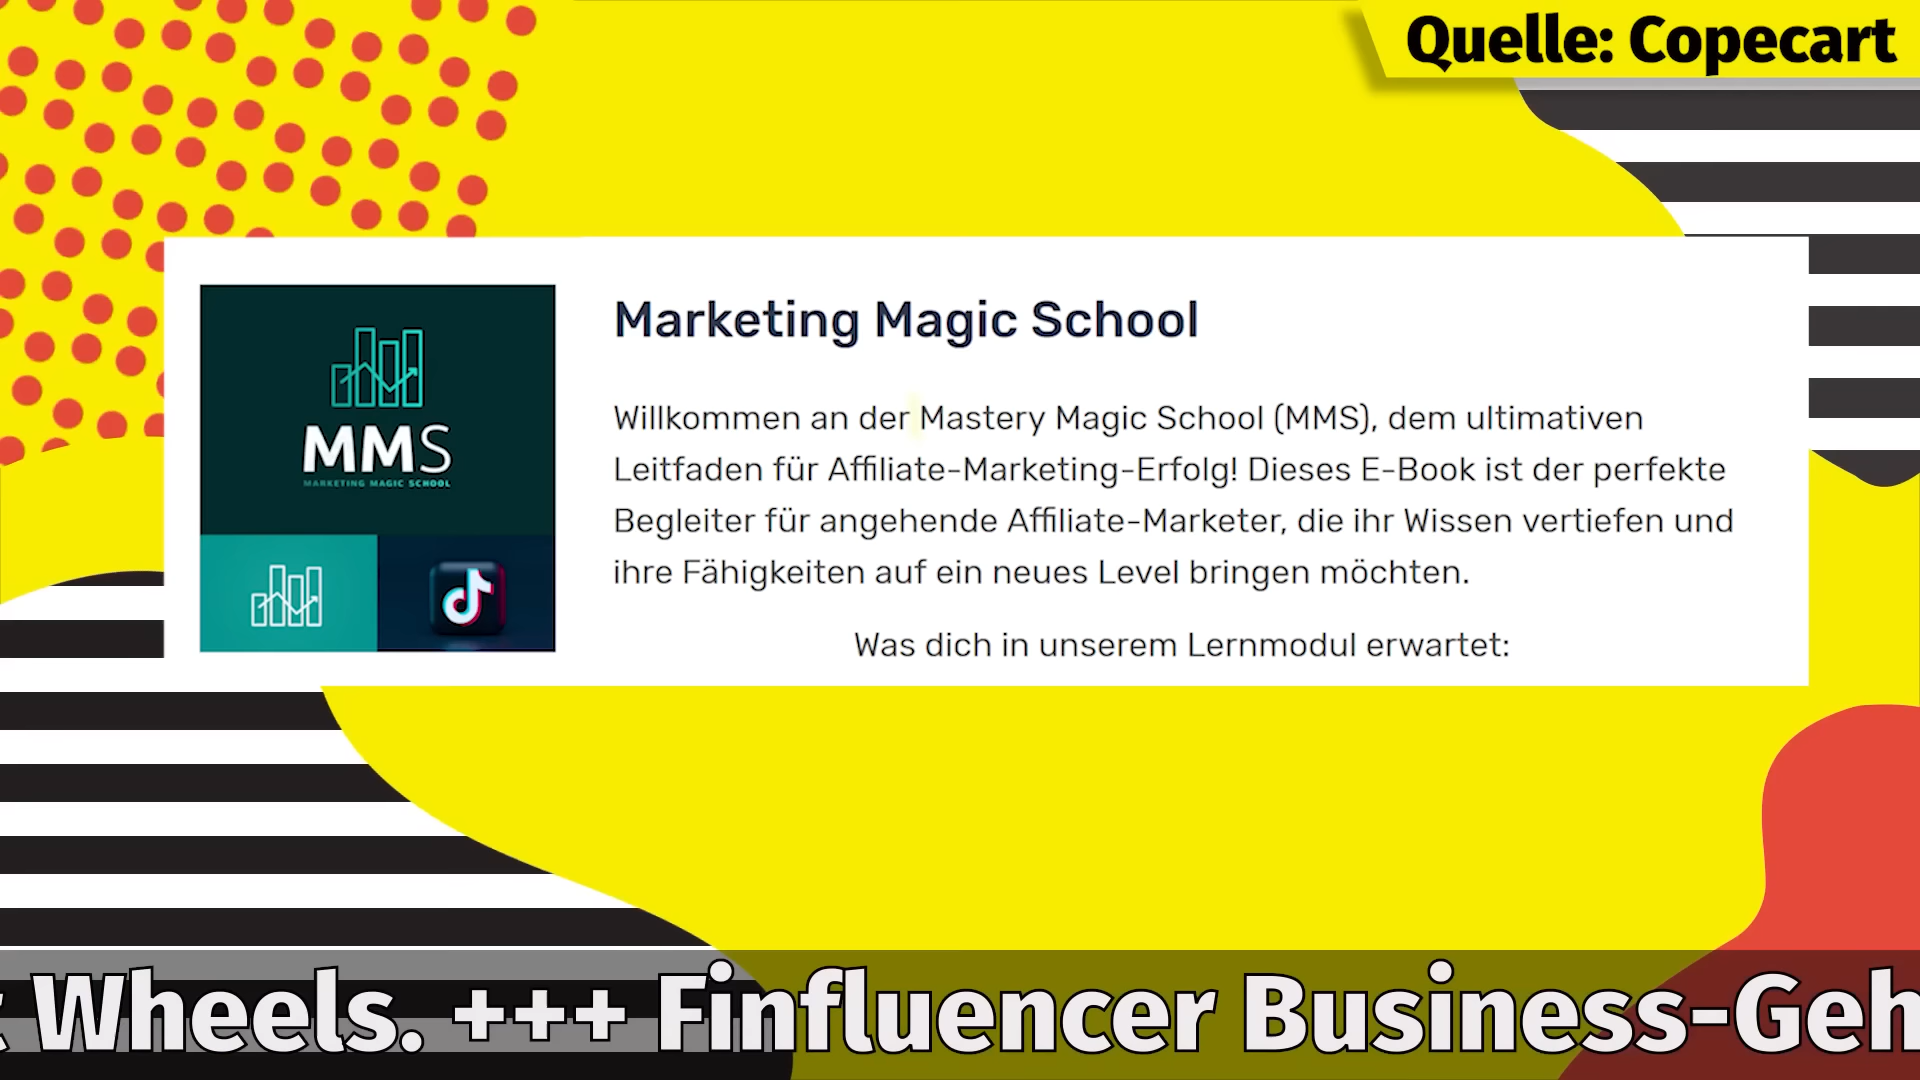 Quelle: Copecart
Marketing Magic School
MMS
MARKETING MAGIC SCHOOL
Willkommen an der Mastery Magic School (MMS), dem ultimativen
Leitfaden für Affiliate-Marketing-Erfolg! Dieses E-Book ist der perfekte
Begleiter für angehende Affiliate-Marketer, die ihr Wissen vertiefen und
ihre Fähigkeiten auf ein neues Level bringen möchten.
Was dich in unserem Lernmodul erwartet:
Wheels. +++ Finfluencer Business-Geh